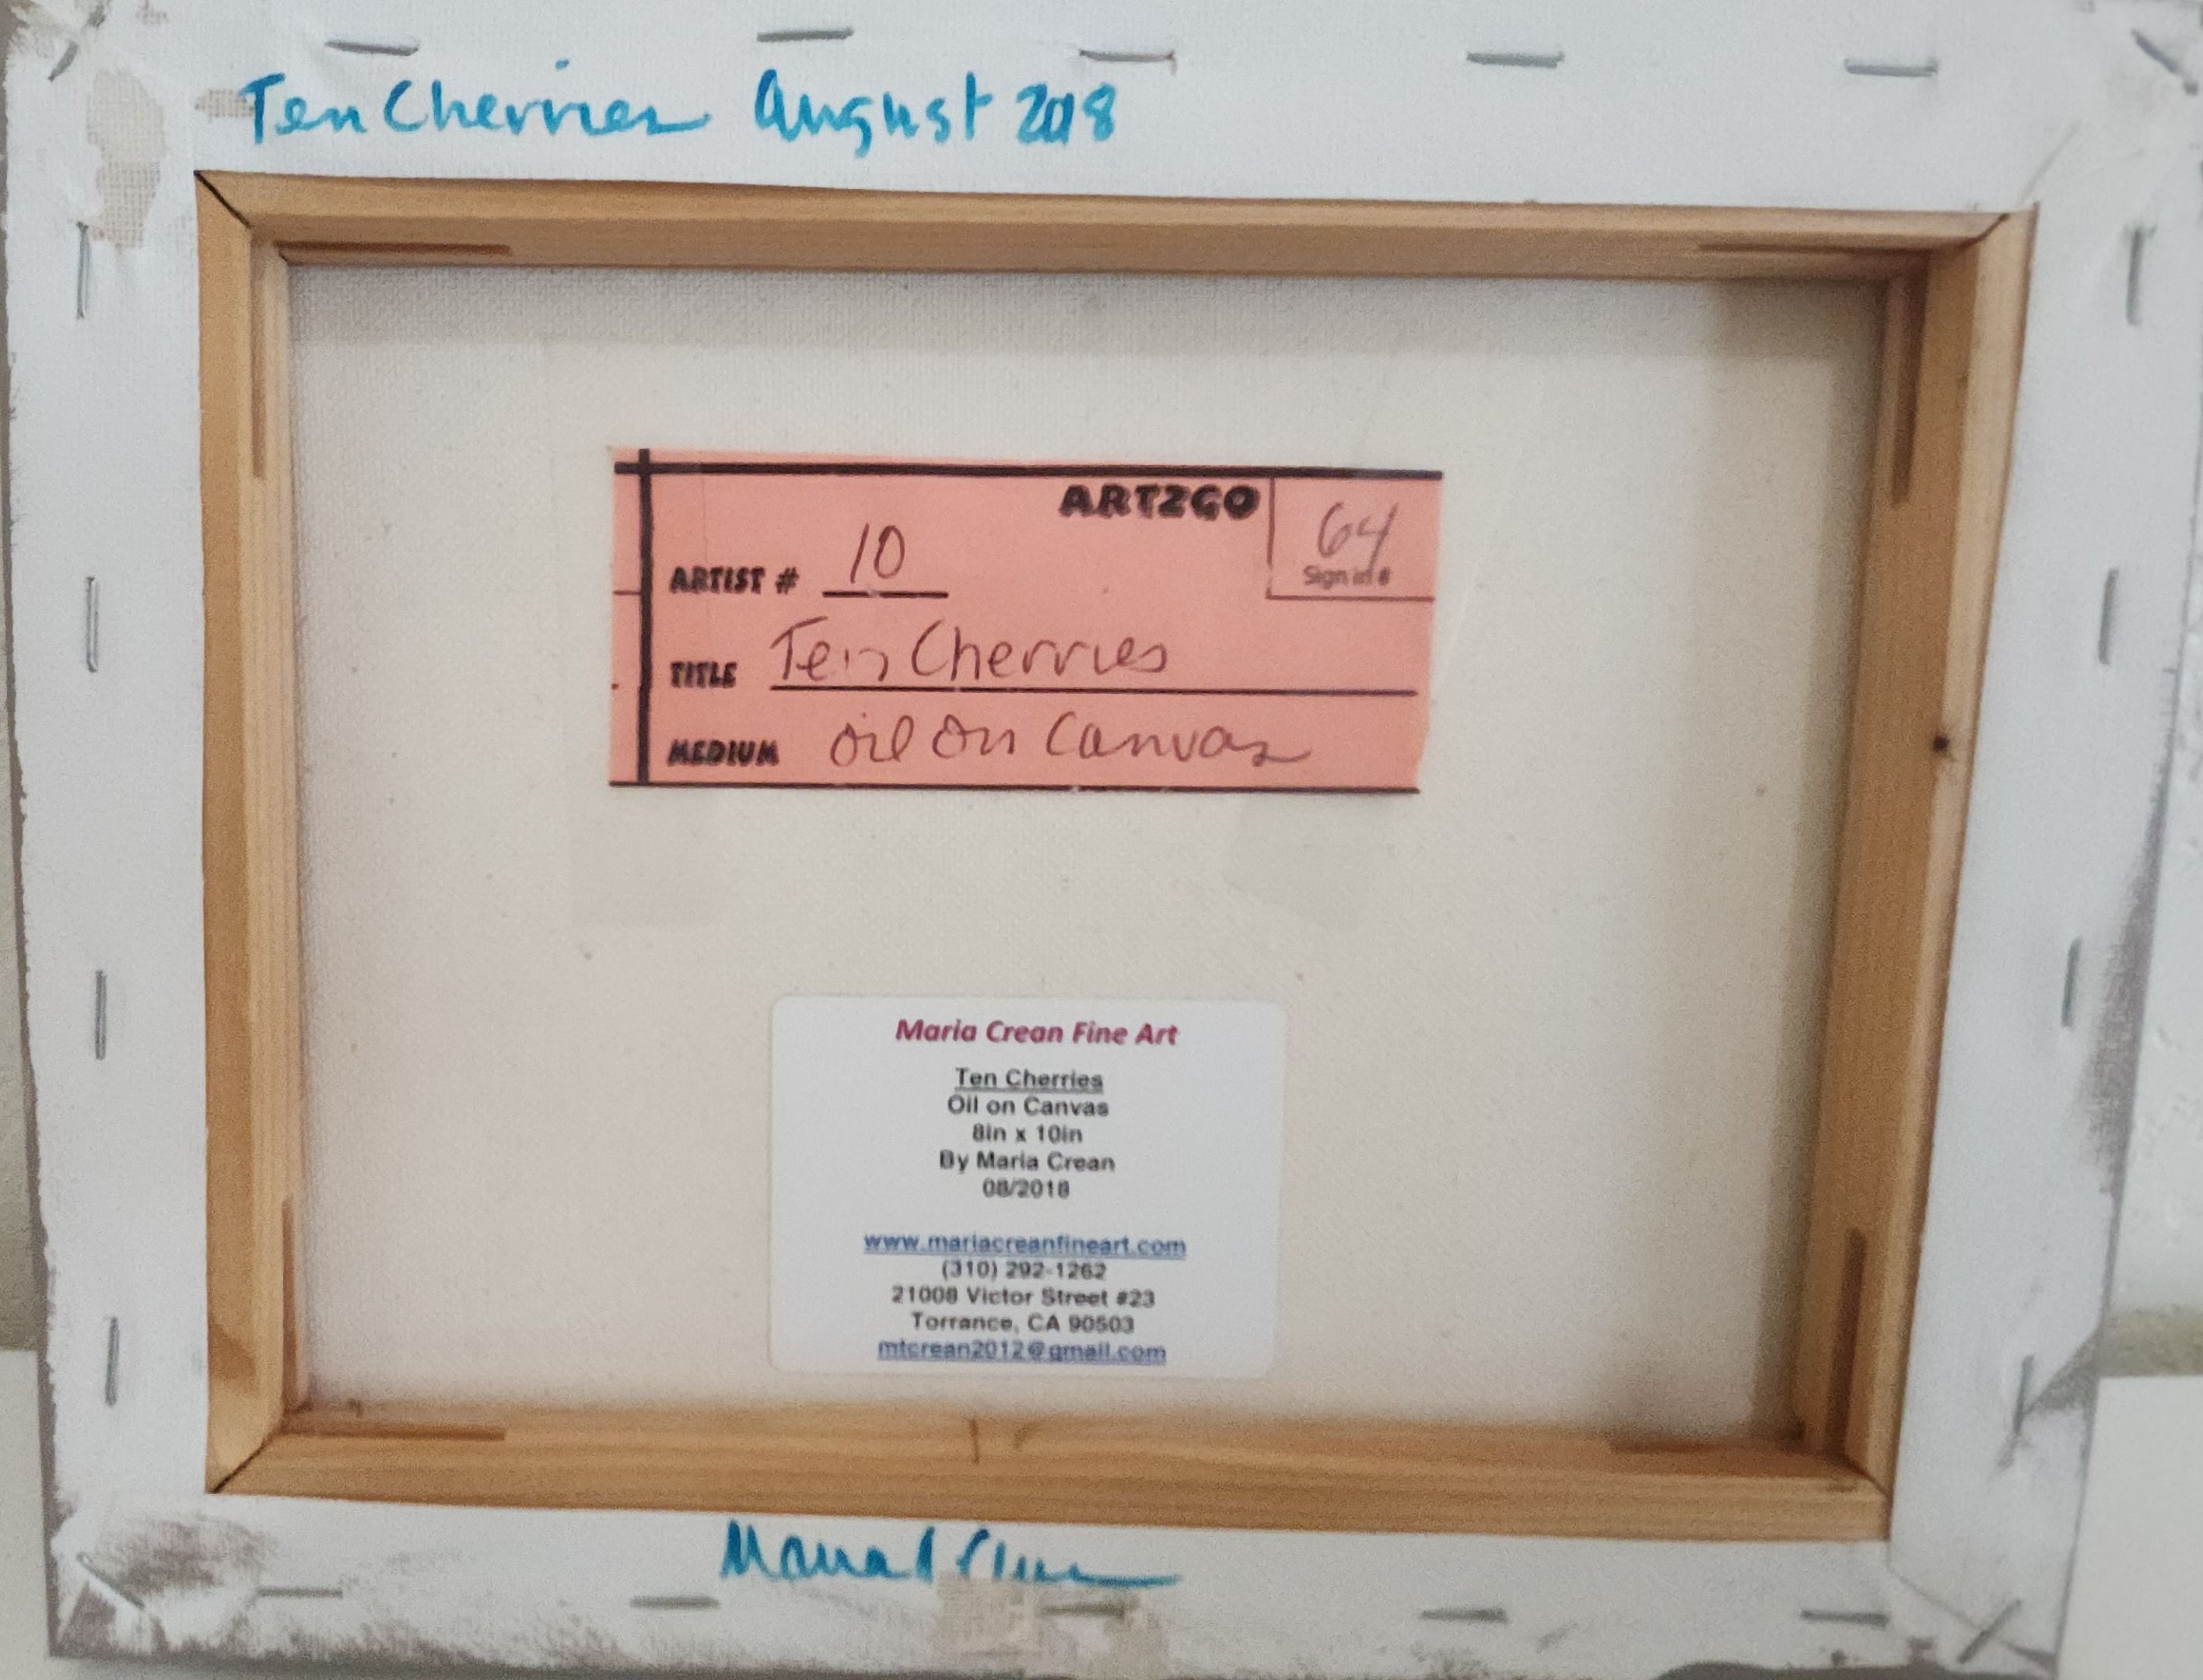 Ten Cherries August 2018
ART2GO
64
Sign in #
ARTIST # 10
TITLE Ten Cherries
MEDIUM oil on Canvas
Maria Crean Fine Art
Ten Cherries
Oil on Canvas
8in x 10in
By Maria Crean
08/2018
www.mariacreanfineart.com
(310) 292-1262
21008 Victor Street #23
Torrance, CA 90503
mtcrean2012@gmail.com
Maria